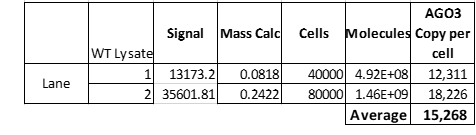 WT Lysate Signal Mass Calc Cells Molecules AGO3 Copy per cell
Lane 1 13173.2 0.0818 40000 4.92E+08 12,311
2 35601.81 0.2422 80000 1.46E+09 18,226
Average 15,268